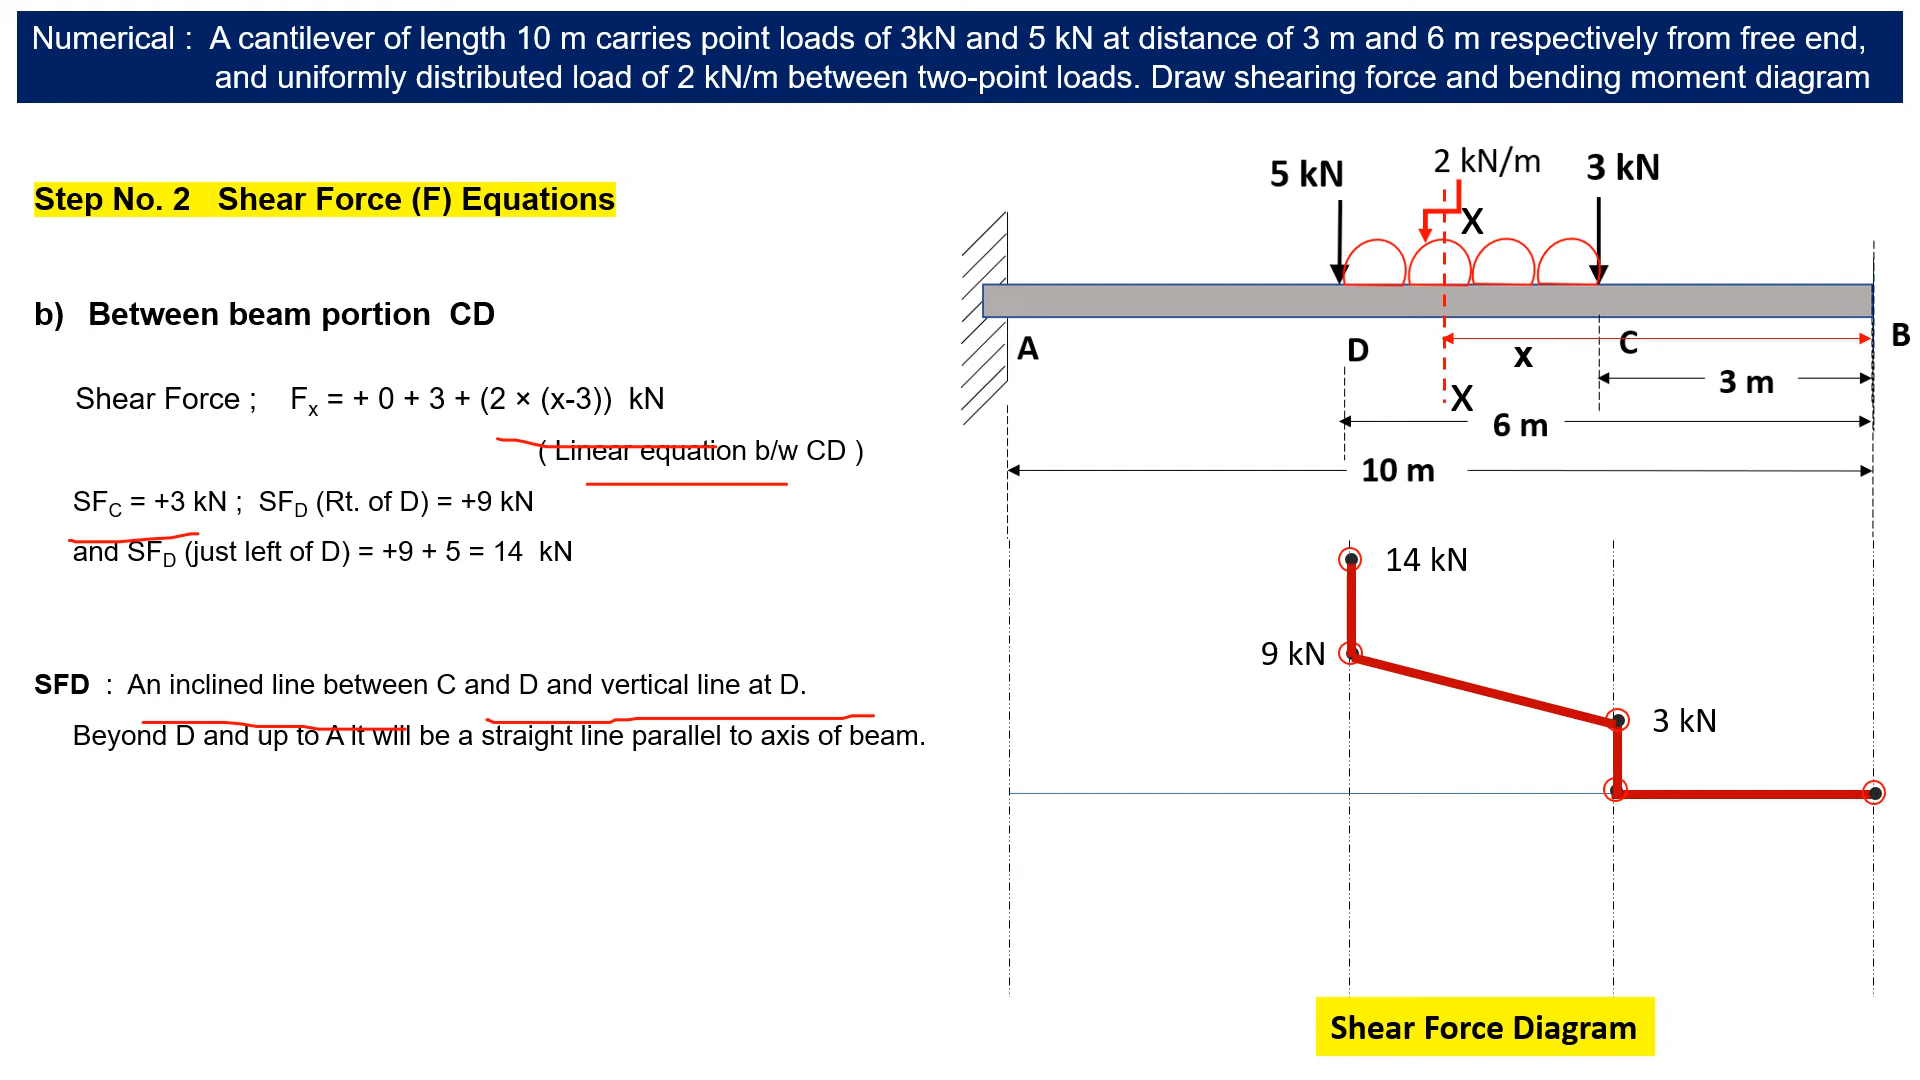 Numerical : A cantilever of length 10 m carries point loads of 3kN and 5 kN at distance of 3 m and 6 m respectively from free end,
and uniformly distributed load of 2 kN/m between two-point loads. Draw shearing force and bending moment diagram
Step No. 2 Shear Force (F) Equations
b) Between beam portion CD
Shear Force ; Fx = + 0 + 3 + (2 × (x-3)) kN
( Linear equation b/w CD )
SFC = +3 kN ; SFD (Rt. of D) = +9 kN
and SFD (just left of D) = +9 + 5 = 14 kN
SFD : An inclined line between C and D and vertical line at D.
Beyond D and up to A it will be a straight line parallel to axis of beam.
5 kN
2 kN/m
3 kN
X
A
D
x
C
B
X
3 m
6 m
10 m
14 kN
9 kN
3 kN
Shear Force Diagram